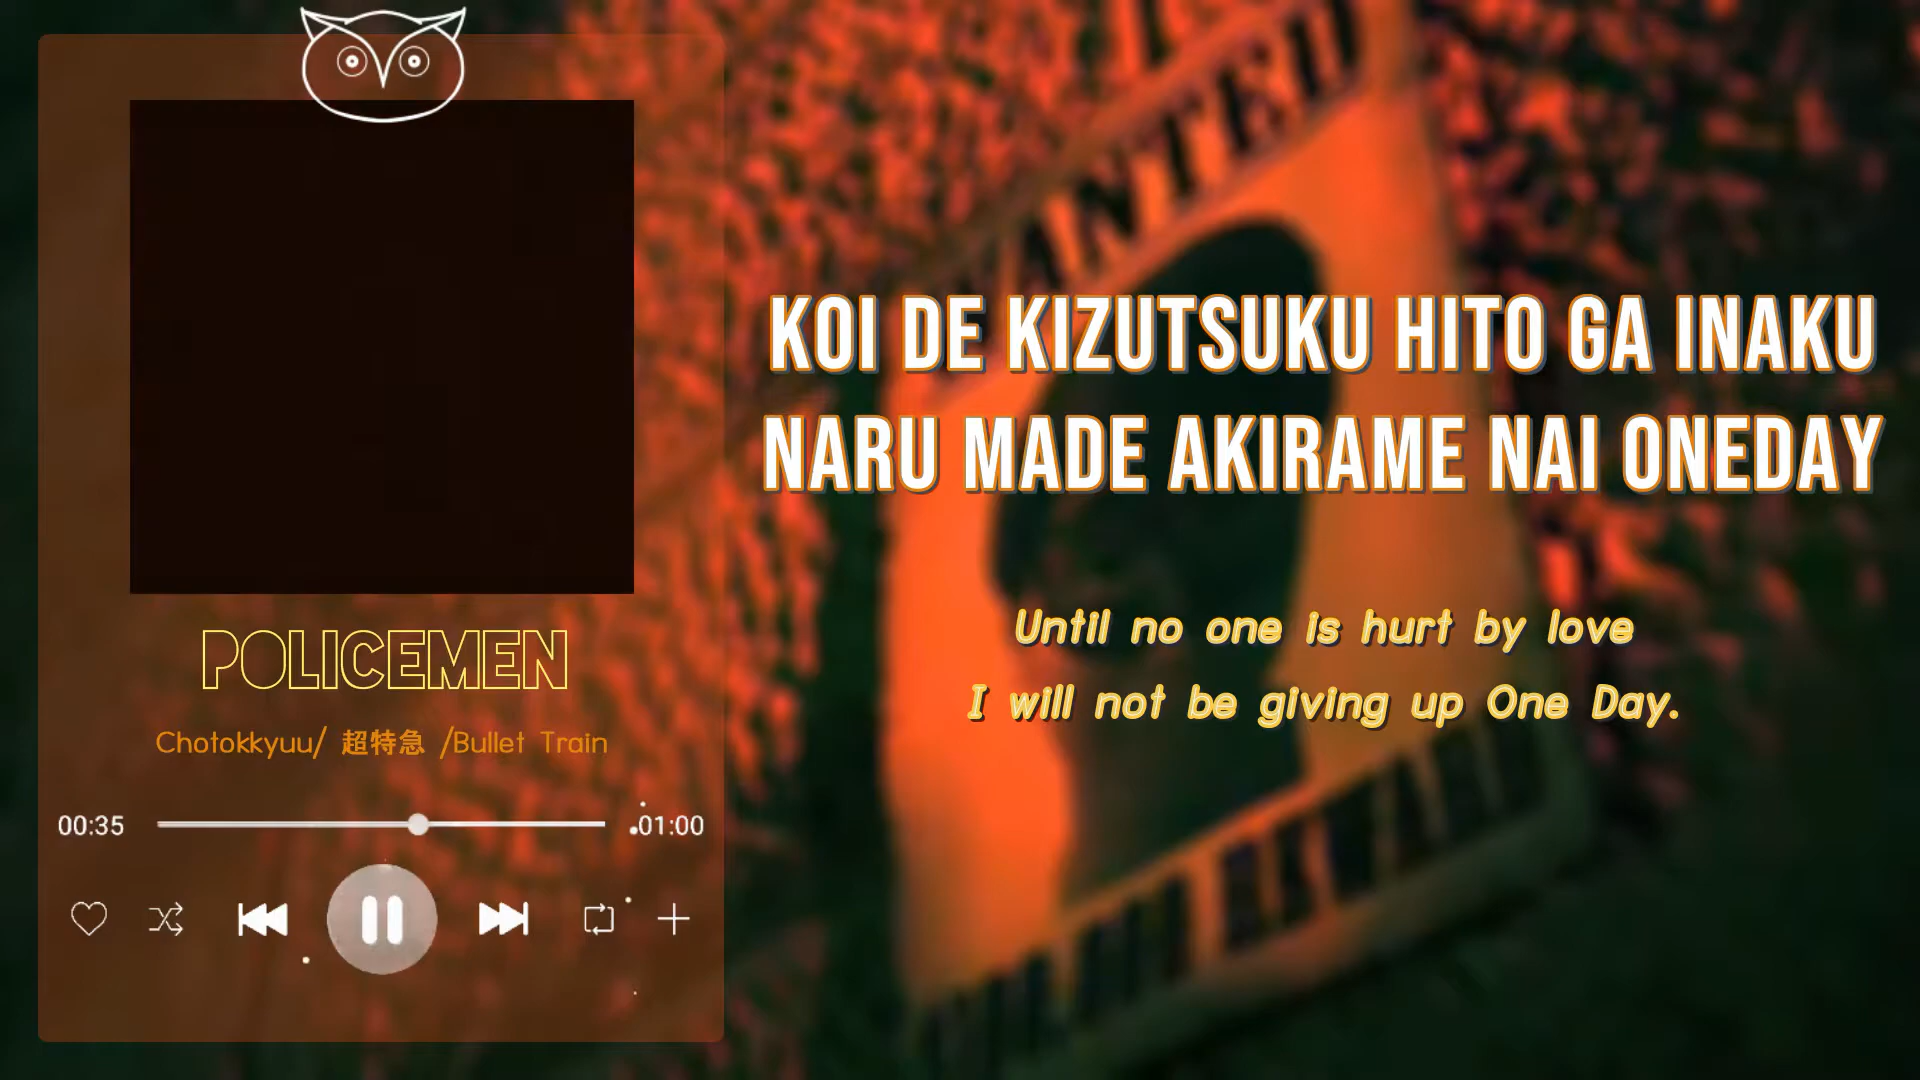 POLICEMEN
Chotokkyuu/ 超特急 /Bullet Train
00:35
01:00
KOI DE KIZUTSUKU HITO GA INAKU
NARU MADE AKIRAME NAI ONEDAY
Until no one is hurt by love
I will not be giving up One Day.